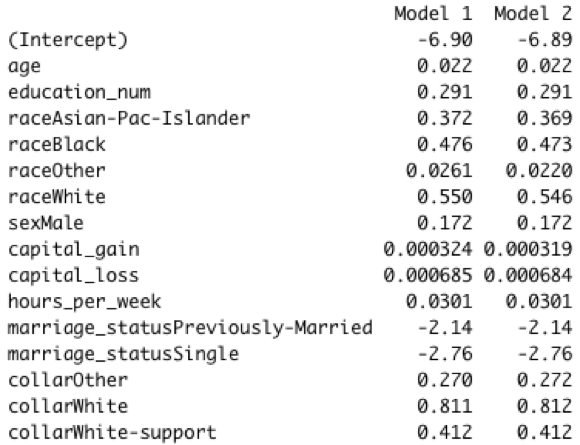 Model 1 Model 2
(Intercept) -6.90 -6.89
age 0.022 0.022
education_num 0.291 0.291
raceAsian-Pac-Islander 0.372 0.369
raceBlack 0.476 0.473
raceOther 0.0261 0.0220
raceWhite 0.550 0.546
sexMale 0.172 0.172
capital_gain 0.000324 0.000319
capital_loss 0.000685 0.000684
hours_per_week 0.0301 0.0301
marriage_statusPreviously-Married -2.14 -2.14
marriage_statusSingle -2.76 -2.76
collarOther 0.270 0.272
collarWhite 0.811 0.812
collarWhite-support 0.412 0.412